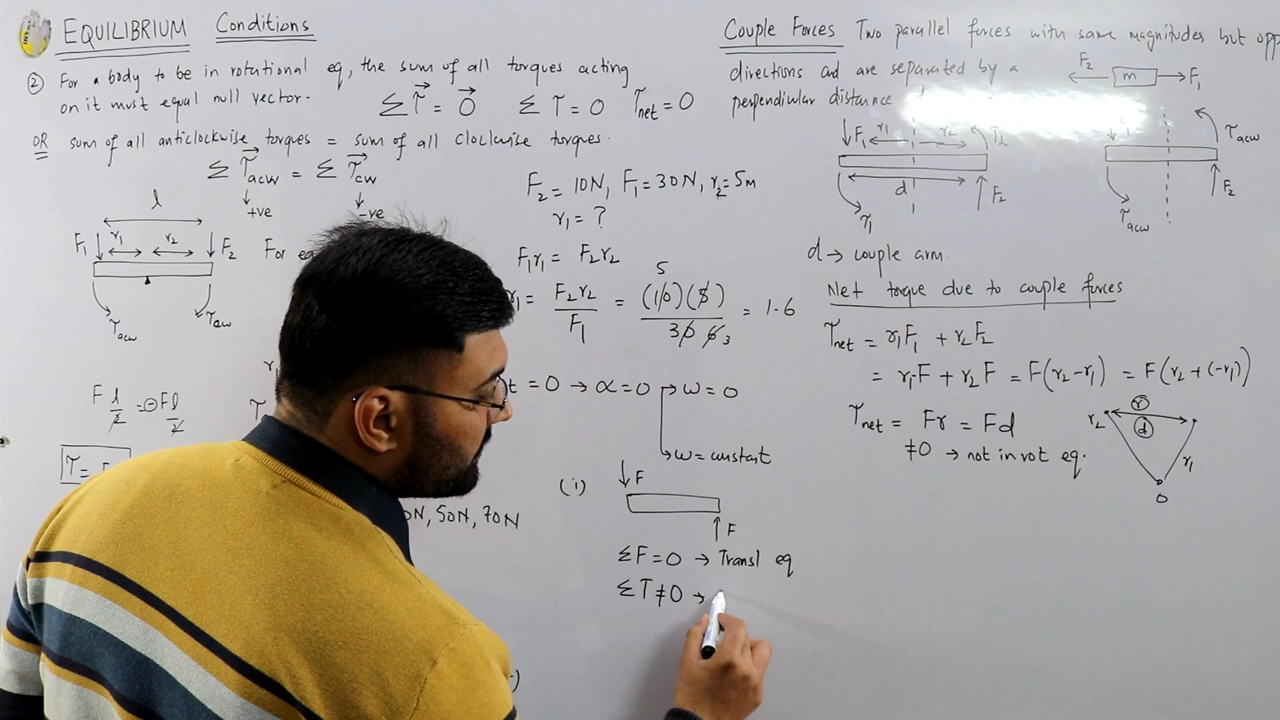 EQUILIBRIUM Conditions
② For a body to be in rotational eq, the sum of all torques acting
on it must equal null vector.
Στ⃗ = 0⃗ Στ = 0 τnet = 0
OR sum of all anticlockwise torques = sum of all clockwise torques.
Στ⃗acw = Στ⃗cw
+ve -ve
l
F₁ r₁ r₂ F₂ For
τacw τcw
F l/2 = Fl/2
τ =
50N, 70N
F₂ = 10N, F₁ = 30N, r₂ = 5m
r₁ = ?
F₁r₁ = F₂r₂
r₁ = F₂r₂/F₁ = (10)(5)/30 = 1.6
= 0 → α = 0 → ω = 0
→ ω = constant
(i) F
F
ΣF = 0 → Transl eq
Στ ≠ 0 →
Couple Forces Two parallel forces with same magnitudes but opp
directions and are separated by a
perpendicular distance
F₂ m F₁
F₁ r₁ r₂ τ₂
d F₂
τ₁
τacw
F₂
τacw
d → couple arm.
Net torque due to couple forces
τnet = r₁F₁ + r₂F₂
= r₁F + r₂F = F(r₂-r₁) = F(r₂+(-r₁))
τnet = Fr = Fd
≠0 → not in rot eq.
r
r₂ d
r₁
O